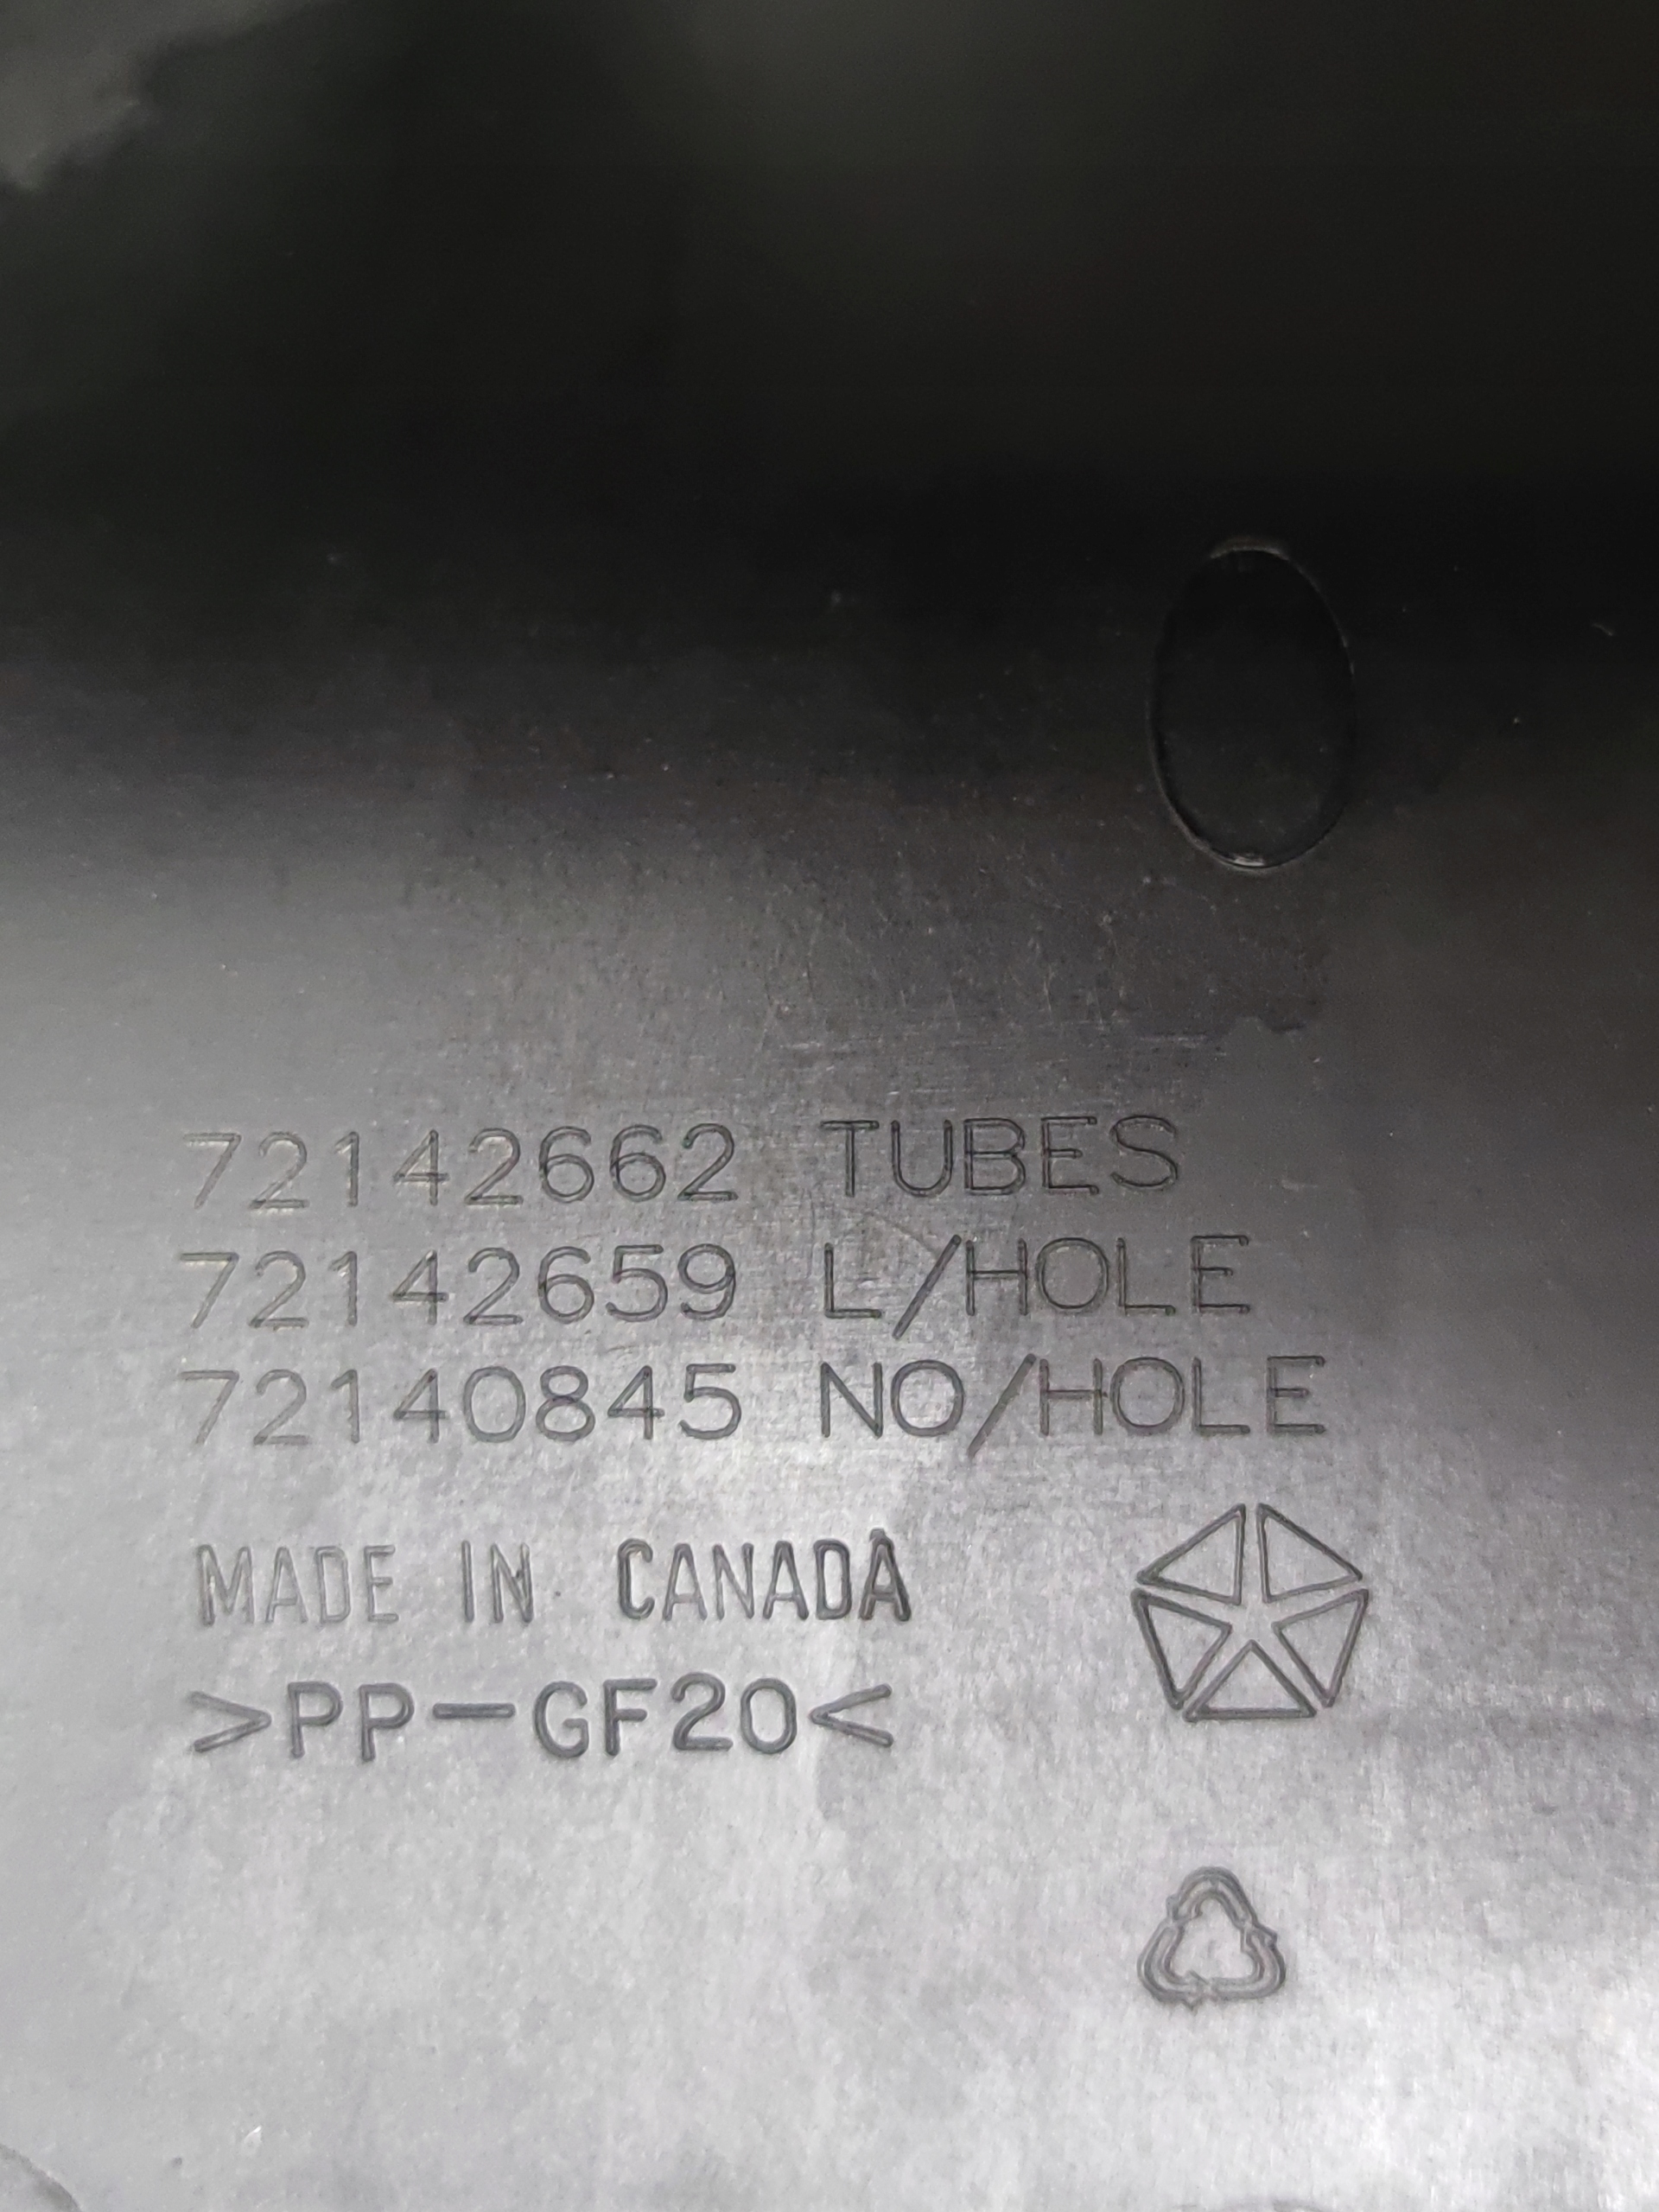 72142662 TUBES
72142659 L/HOLE
72140845 NO/HOLE
MADE IN CANADA
>PP-GF20<